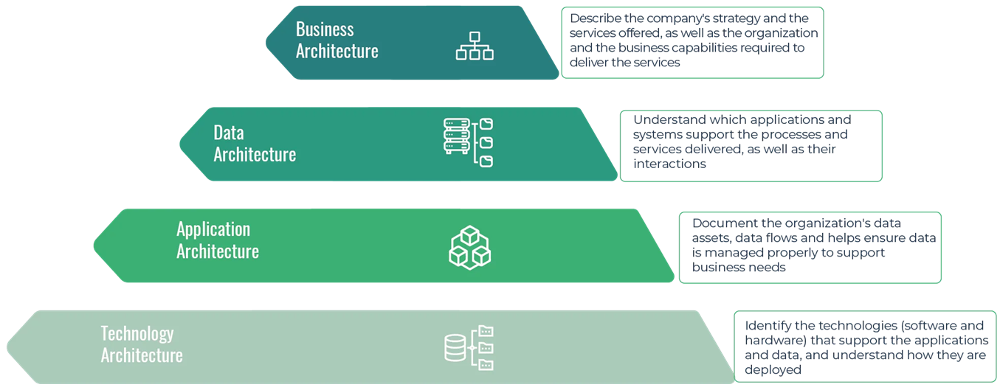 Business
Architecture
Describe the company's strategy and the
services offered, as well as the organization
and the business capabilities required to
deliver the services
Data
Architecture
Understand which applications and
systems support the processes and
services delivered, as well as their
interactions
Application
Architecture
Document the organization's data
assets, data flows and helps ensure data
is managed properly to support
business needs
Technology
Architecture
Identify the technologies (software and
hardware) that support the applications
and data, and understand how they are
deployed